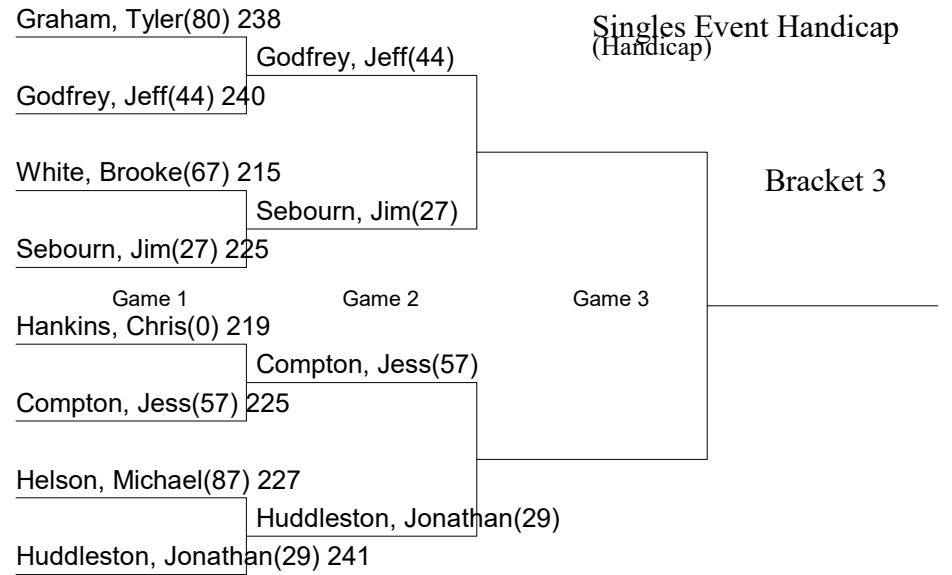 Graham, Tyler(80) 238
Singles Event Handicap
(Handicap)
Godfrey, Jeff(44)
Godfrey, Jeff(44) 240
White, Brooke(67) 215
Bracket 3
Sebourn, Jim(27)
Sebourn, Jim(27) 225
Game 1
Game 2
Game 3
Hankins, Chris(0) 219
Compton, Jess(57)
Compton, Jess(57) 225
Helson, Michael(87) 227
Huddleston, Jonathan(29)
Huddleston, Jonathan(29) 241